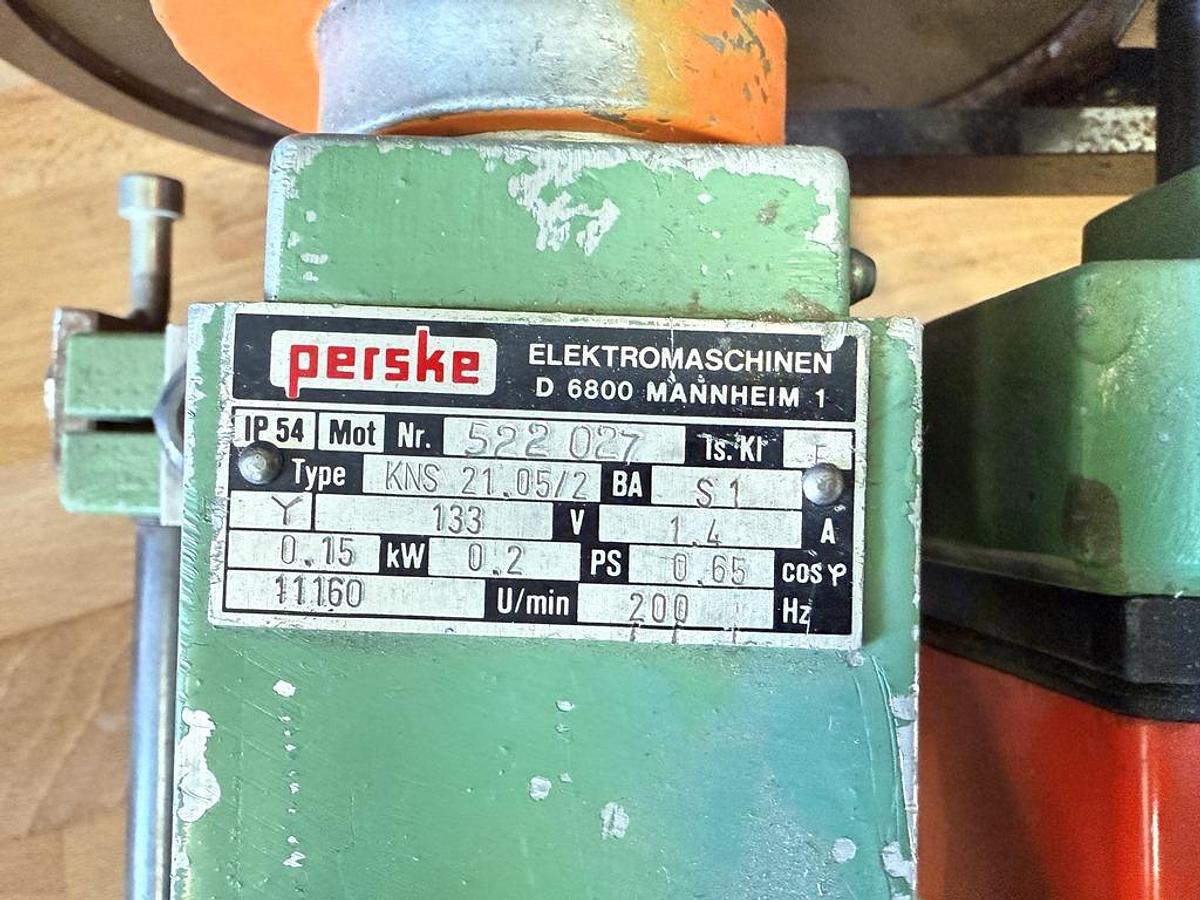 perske ELEKTROMASCHINEN
D 6800 MANNHEIM 1
IP 54 Mot Nr. 522 027 Is. Kl
Type KNS 21.05/2 BA S1
Y 133 V 1.4 A
0.15 kW 0.2 PS 0.65 cos φ
11160 U/min 200 Hz